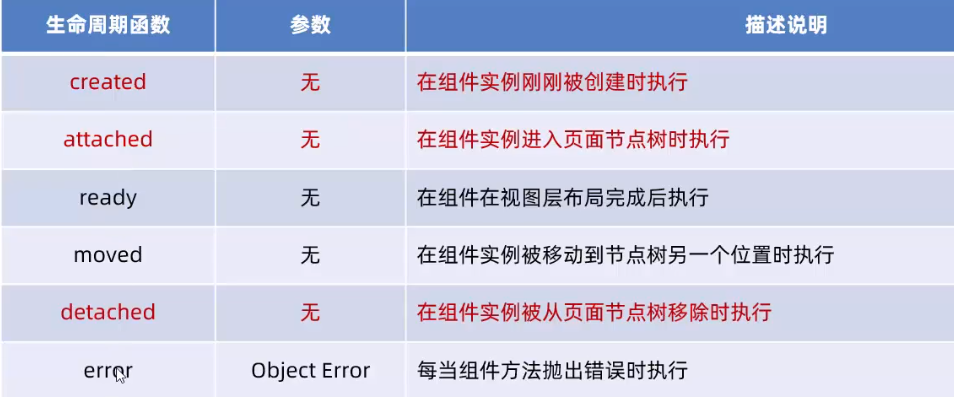 生命周期函数 参数 描述说明
created 无 在组件实例刚刚被创建时执行
attached 无 在组件实例进入页面节点树时执行
ready 无 在组件在视图层布局完成后执行
moved 无 在组件实例被移动到节点树另一个位置时执行
detached 无 在组件实例被从页面节点树移除时执行
error Object Error 每当组件方法抛出错误时执行